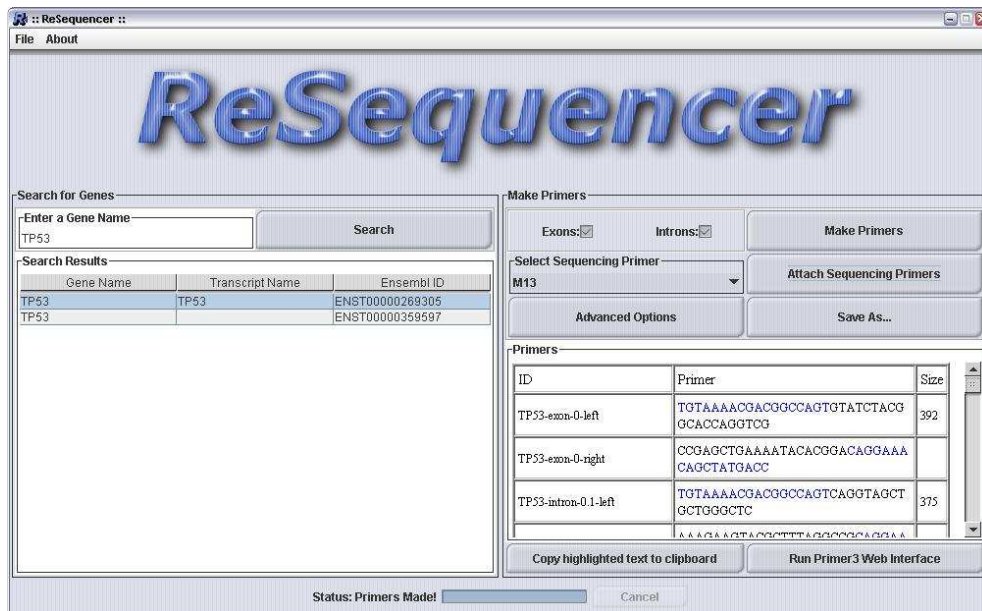 :: ReSequencer ::
File About
ReSequencer
Search for Genes
Enter a Gene Name
TP53
Search
Search Results
Gene Name Transcript Name Ensembl ID
TP53 TP53 ENST00000269305
TP53 ENST00000359597
Make Primers
Exons: Introns:
Make Primers
Select Sequencing Primer
M13
Attach Sequencing Primers
Advanced Options
Save As...
Primers
ID Primer Size
TP53-exon-0-left TGTAAAACGACGGCCAGTGTATCTACG 392
GCACCAGGTCG
TP53-exon-0-right CCGAGCTGAAAATACACGGACAGGAAA
CAGCTATGACC
TP53-intron-0.1-left TGTAAAACGACGGCCAGTCAGGTAGCT 375
GCTGGGCTC
Copy highlighted text to clipboard
Run Primer3 Web Interface
Status: Primers Made!
Cancel